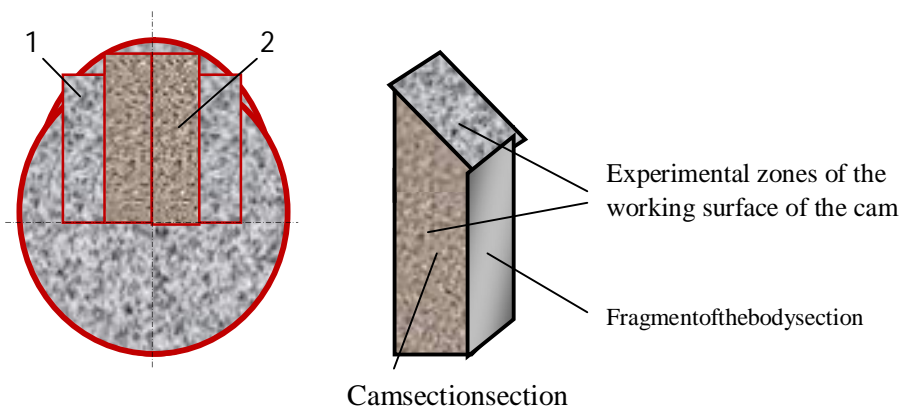 1
2
Experimental zones of the
working surface of the cam
Fragmentofthebodysection
Camsectionsection